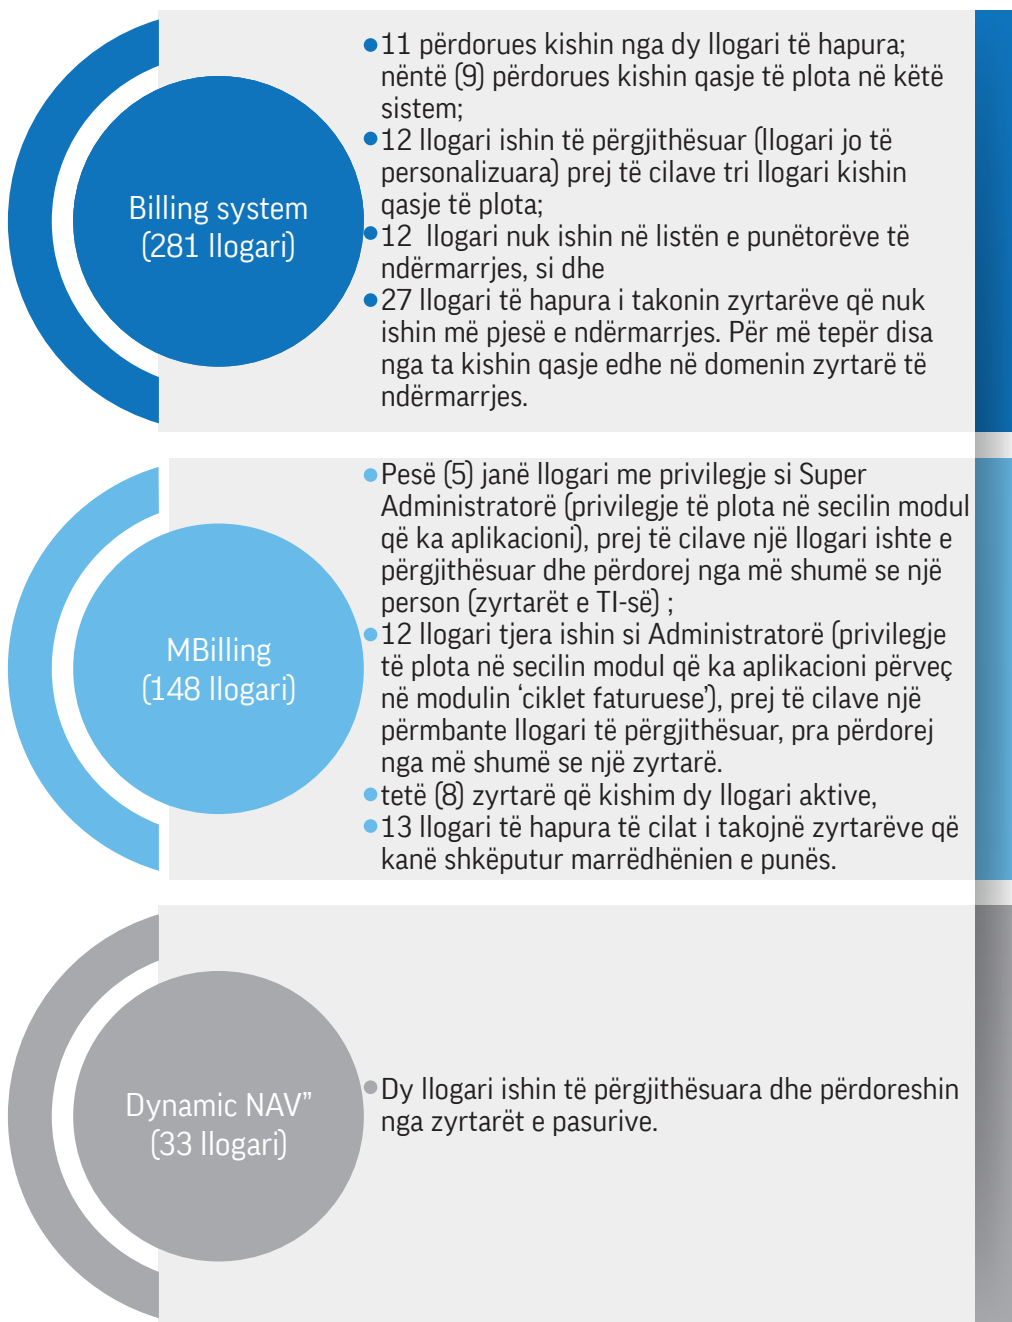 Billing system
(281 llogari)
11 përdorues kishin nga dy llogari të hapura;
nëntë (9) përdorues kishin qasje të plota në këtë
sistem;
12 llogari ishin të përgjithësuar (llogari jo të
personalizuara) prej të cilave tri llogari kishin
qasje të plota;
12 llogari nuk ishin në listën e punëtorëve të
ndërmarrjes, si dhe
27 llogari të hapura i takonin zyrtarëve që nuk
ishin më pjesë e ndërmarrjes. Për më tepër disa
nga ta kishin qasje edhe në domenin zyrtarë të
ndërmarrjes.
MBilling
(148 llogari)
Pesë (5) janë llogari me privilegje si Super
Administratorë (privilegje të plota në secilin modul
që ka aplikacioni), prej të cilave një llogari ishte e
përgjithësuar dhe përdorej nga më shumë se një
person (zyrtarët e TI-së) ;
12 llogari tjera ishin si Administratorë (privilegje
të plota në secilin modul që ka aplikacioni përveç
në modulin ‘ciklet faturuese’), prej të cilave një
përmbante llogari të përgjithësuar, pra përdorej
nga më shumë se një zyrtarë.
tetë (8) zyrtarë që kishim dy llogari aktive,
13 llogari të hapura të cilat i takojnë zyrtarëve që
kanë shkëputur marrëdhënien e punës.
Dynamic NAV”
(33 llogari)
Dy llogari ishin të përgjithësuara dhe përdoreshin
nga zyrtarët e pasurive.